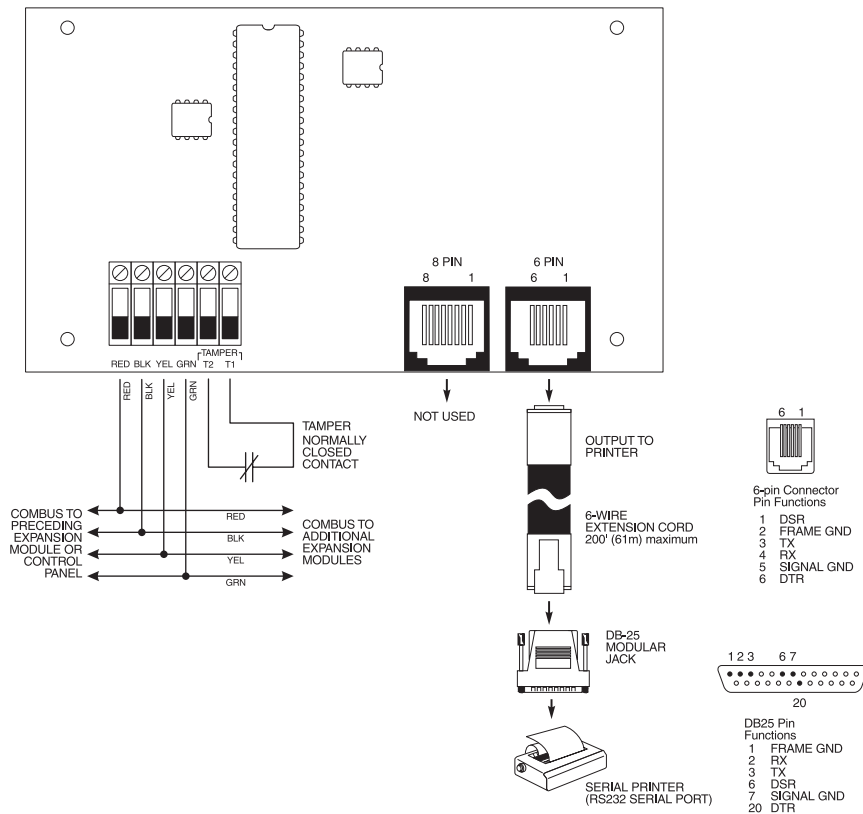 8 PIN
8 1
6 PIN
6 1
RED BLK YEL GRN T2 T1
TAMPER
RED
BLK
YEL
GRN
TAMPER
NORMALLY
CLOSED
CONTACT
NOT USED
OUTPUT TO
PRINTER
6-WIRE
EXTENSION CORD
200' (61m) maximum
COMBUS TO
PRECEDING
EXPANSION
MODULE OR
CONTROL
PANEL
RED
BLK
YEL
GRN
COMBUS TO
ADDITIONAL
EXPANSION
MODULES
6 1
6-pin Connector
Pin Functions
1 DSR
2 FRAME GND
3 TX
4 RX
5 SIGNAL GND
6 DTR
DB-25
MODULAR
JACK
1 2 3 6 7
20
DB25 Pin
Functions
1 FRAME GND
2 RX
3 TX
6 DSR
7 SIGNAL GND
20 DTR
SERIAL PRINTER
(RS232 SERIAL PORT)